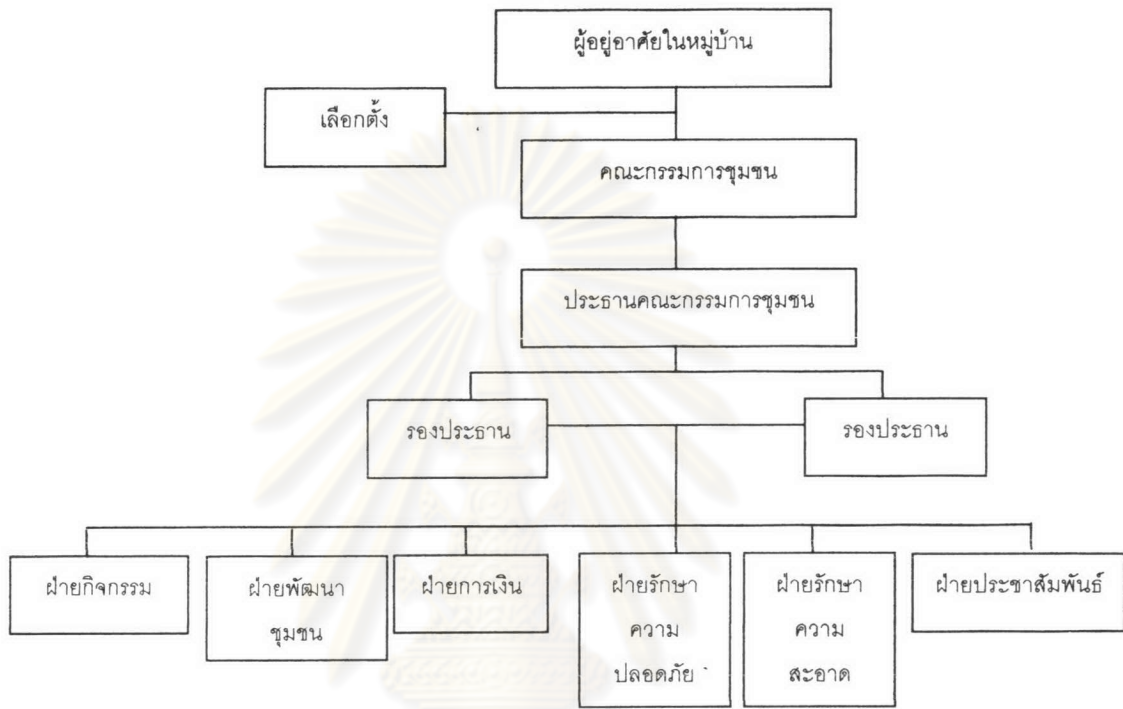 ผู้อยู่อาศัยในหมู่บ้าน
เลือกตั้ง
คณะกรรมการชุมชน
ประธานคณะกรรมการชุมชน
รองประธาน
รองประธาน
ฝ่ายกิจกรรม
ฝ่ายพัฒนา
ชุมชน
ฝ่ายการเงิน
ฝ่ายรักษา
ความ
ปลอดภัย
ฝ่ายรักษา
ความ
สะอาด
ฝ่ายประชาสัมพันธ์